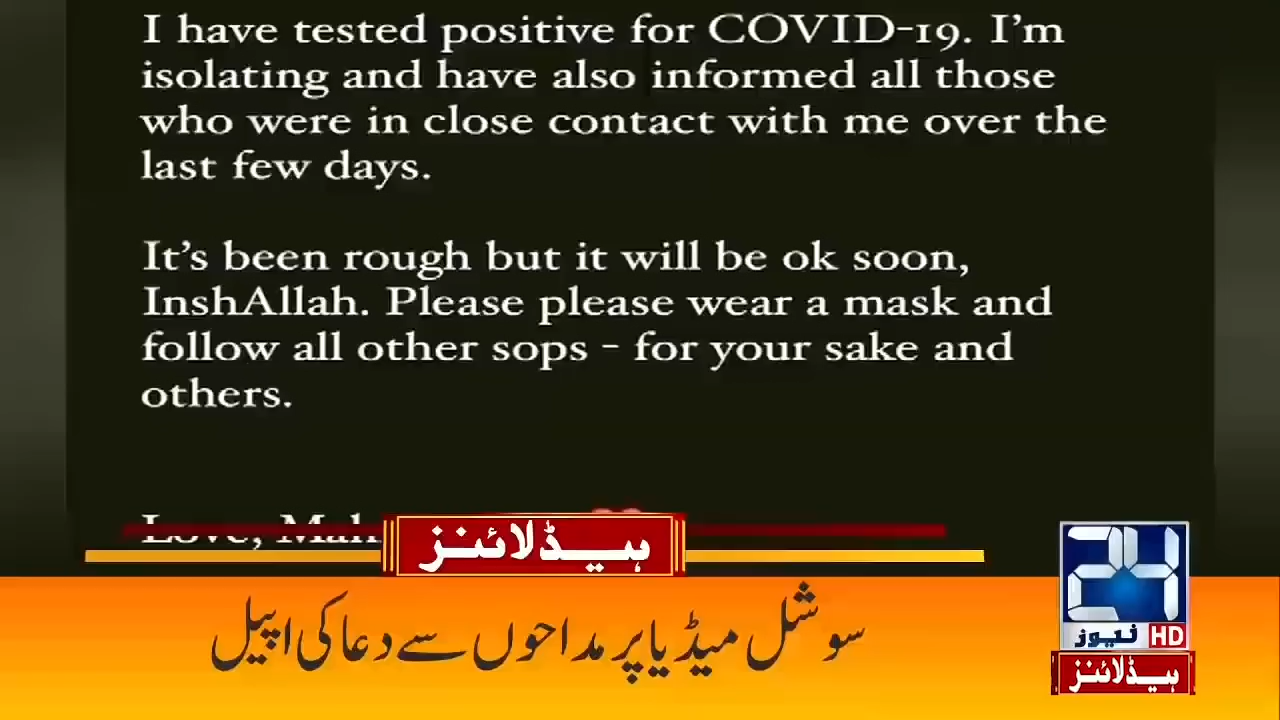 I have tested positive for COVID-19. I'm
isolating and have also informed all those
who were in close contact with me over the
last few days.
It's been rough but it will be ok soon,
InshAllah. Please please wear a mask and
follow all other sops - for your sake and
others.
Love,
ہیڈلائنز
سوشل میڈیا پر مداحوں سے دعا کی اپیل
24
نیوز HD
ہیڈلائنز